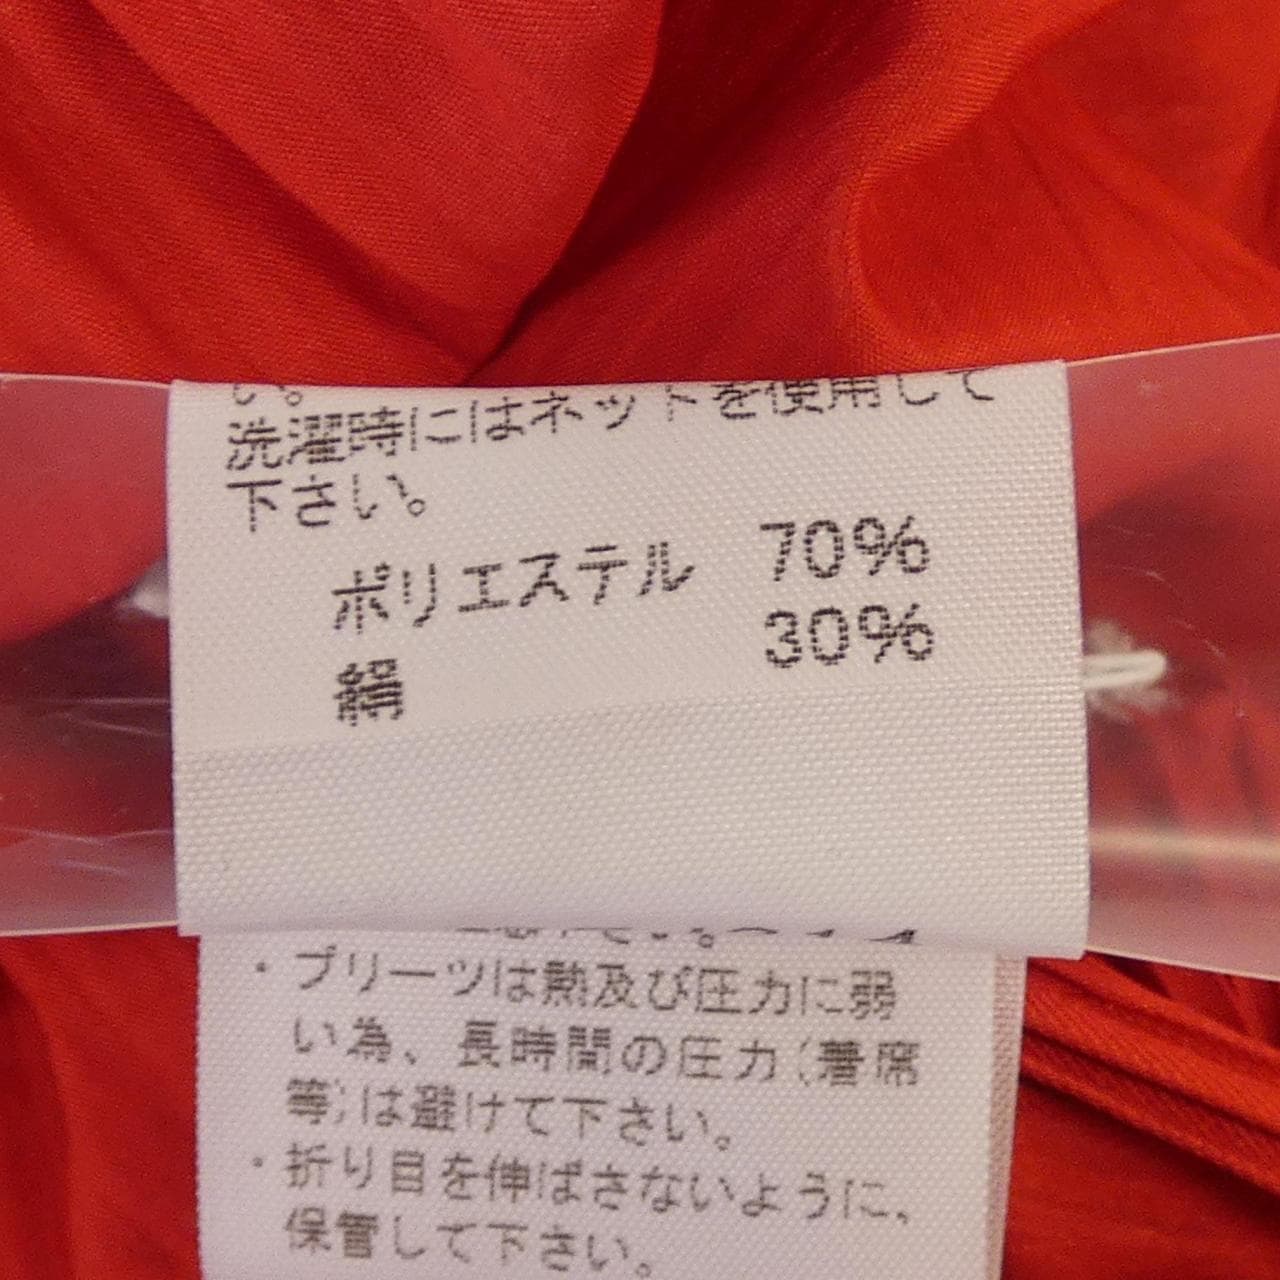 い。
洗濯時にはネットを使用して
下さい。
ポリエステル 70%
綿 30%
・プリーツは熱及び圧力に弱
い為、長時間の圧力(着席
等)は避けて下さい。
・折り目を伸ばさないように、
保管して下さい。